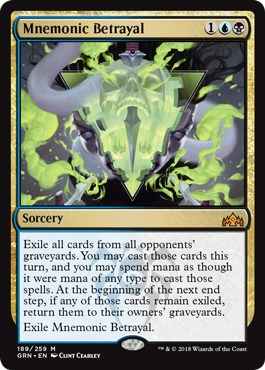 Mnemonic Betrayal 1
Sorcery
Exile all cards from all opponents'
graveyards. You may cast those cards this
turn, and you may spend mana as though
it were mana of any type to cast those
spells. At the beginning of the next end
step, if any of those cards remain exiled,
return them to their owners' graveyards.
Exile Mnemonic Betrayal.
189/259 M
GRN • EN Clint Cearley
™ & © 2018 Wizards of the Coast